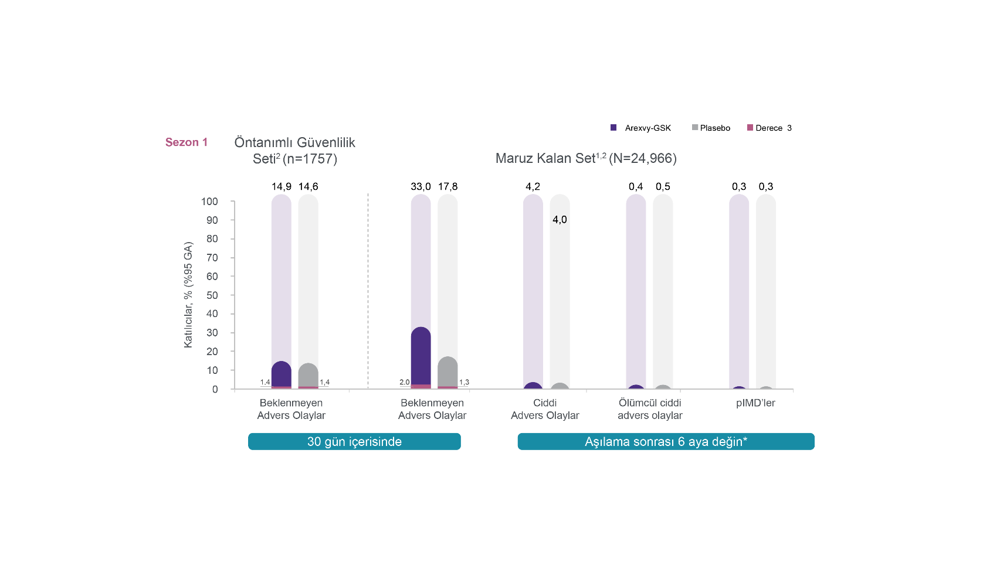 Arexvy-GSK Plasebo Derece 3
Sezon 1
Öntanımlı Güvenlilik
Seti2 (n=1757)
Maruz Kalan Set1,2 (N=24,966)
14,9 14,6 33,0 17,8 4,2 0,4 0,5 0,3 0,3
4,0
Katılıcılar, % (%95 GA)
100
90
80
70
60
50
40
30
20
10
0
1.4 1,4 2.0 1,3
Beklenmeyen
Advers Olaylar
Beklenmeyen
Advers Olaylar
Ciddi
Advers Olaylar
Ölümcül ciddi
advers olaylar
pIMD’ler
30 gün içerisinde
Aşılama sonrası 6 aya değin*